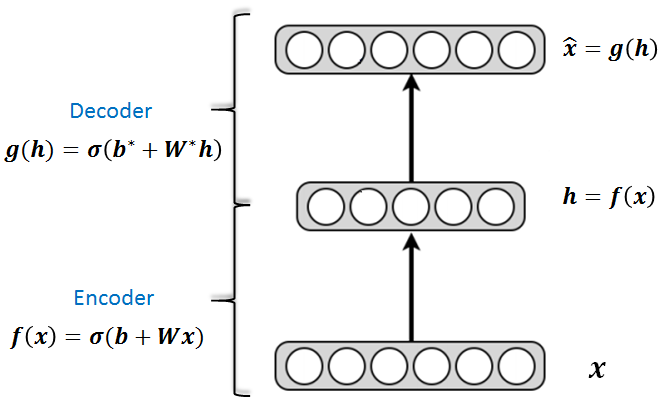 x̂ = g(h)
Decoder
g(h) = σ(b* + W*h)
h = f(x)
Encoder
f(x) = σ(b + Wx)
x